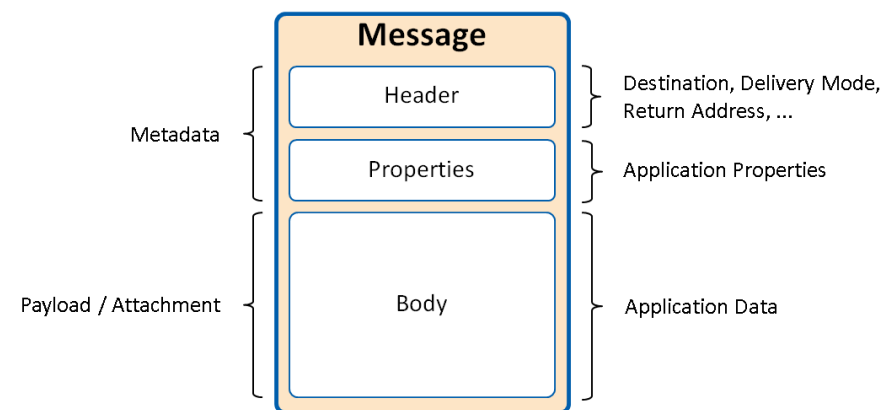 Message
Header
Destination, Delivery Mode,
Return Address, ...
Metadata
Properties
Application Properties
Payload / Attachment
Body
Application Data